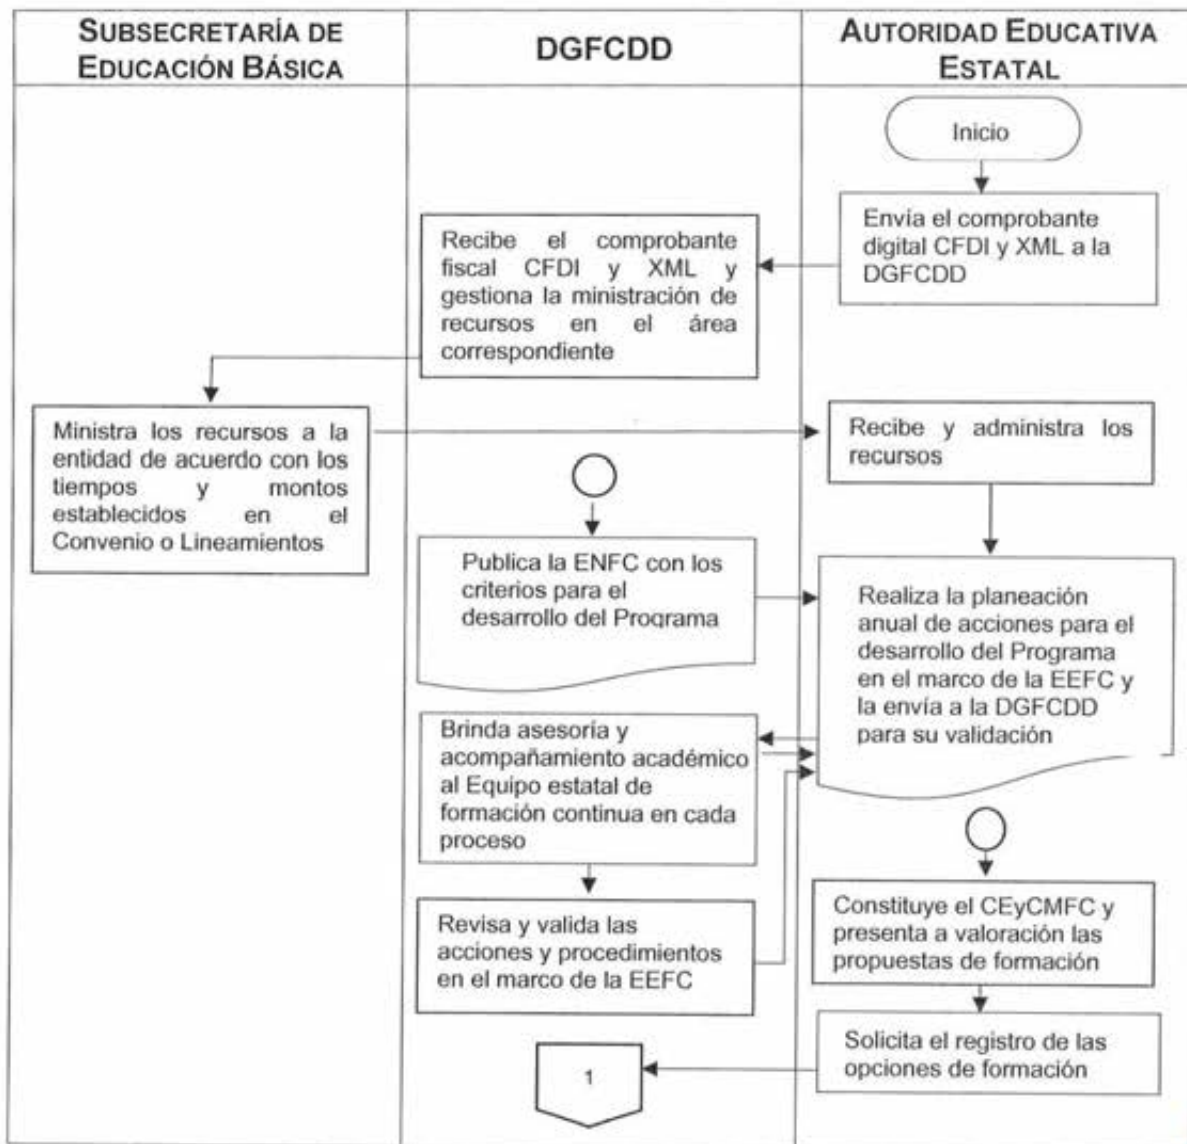 SUBSECRETARÍA DE
EDUCACIÓN BÁSICA
DGFCDD
AUTORIDAD EDUCATIVA
ESTATAL
Inicio
Envía el comprobante
digital CFDI y XML a la
DGFCDD
Recibe el comprobante
fiscal CFDI y XML y
gestiona la ministración de
recursos en el área
correspondiente
Ministra los recursos a la
entidad de acuerdo con los
tiempos y montos
establecidos en el
Convenio o Lineamientos
Recibe y administra los
recursos
Publica la ENFC con los
criterios para el
desarrollo del Programa
Realiza la planeación
anual de acciones para el
desarrollo del Programa
en el marco de la EEFC y
la envía a la DGFCDD
para su validación
Brinda asesoría y
acompañamiento académico
al Equipo estatal de
formación continua en cada
proceso
Revisa y valida las
acciones y procedimientos
en el marco de la EEFC
Constituye el CEyCMFC y
presenta a valoración las
propuestas de formación
Solicita el registro de las
opciones de formación
1